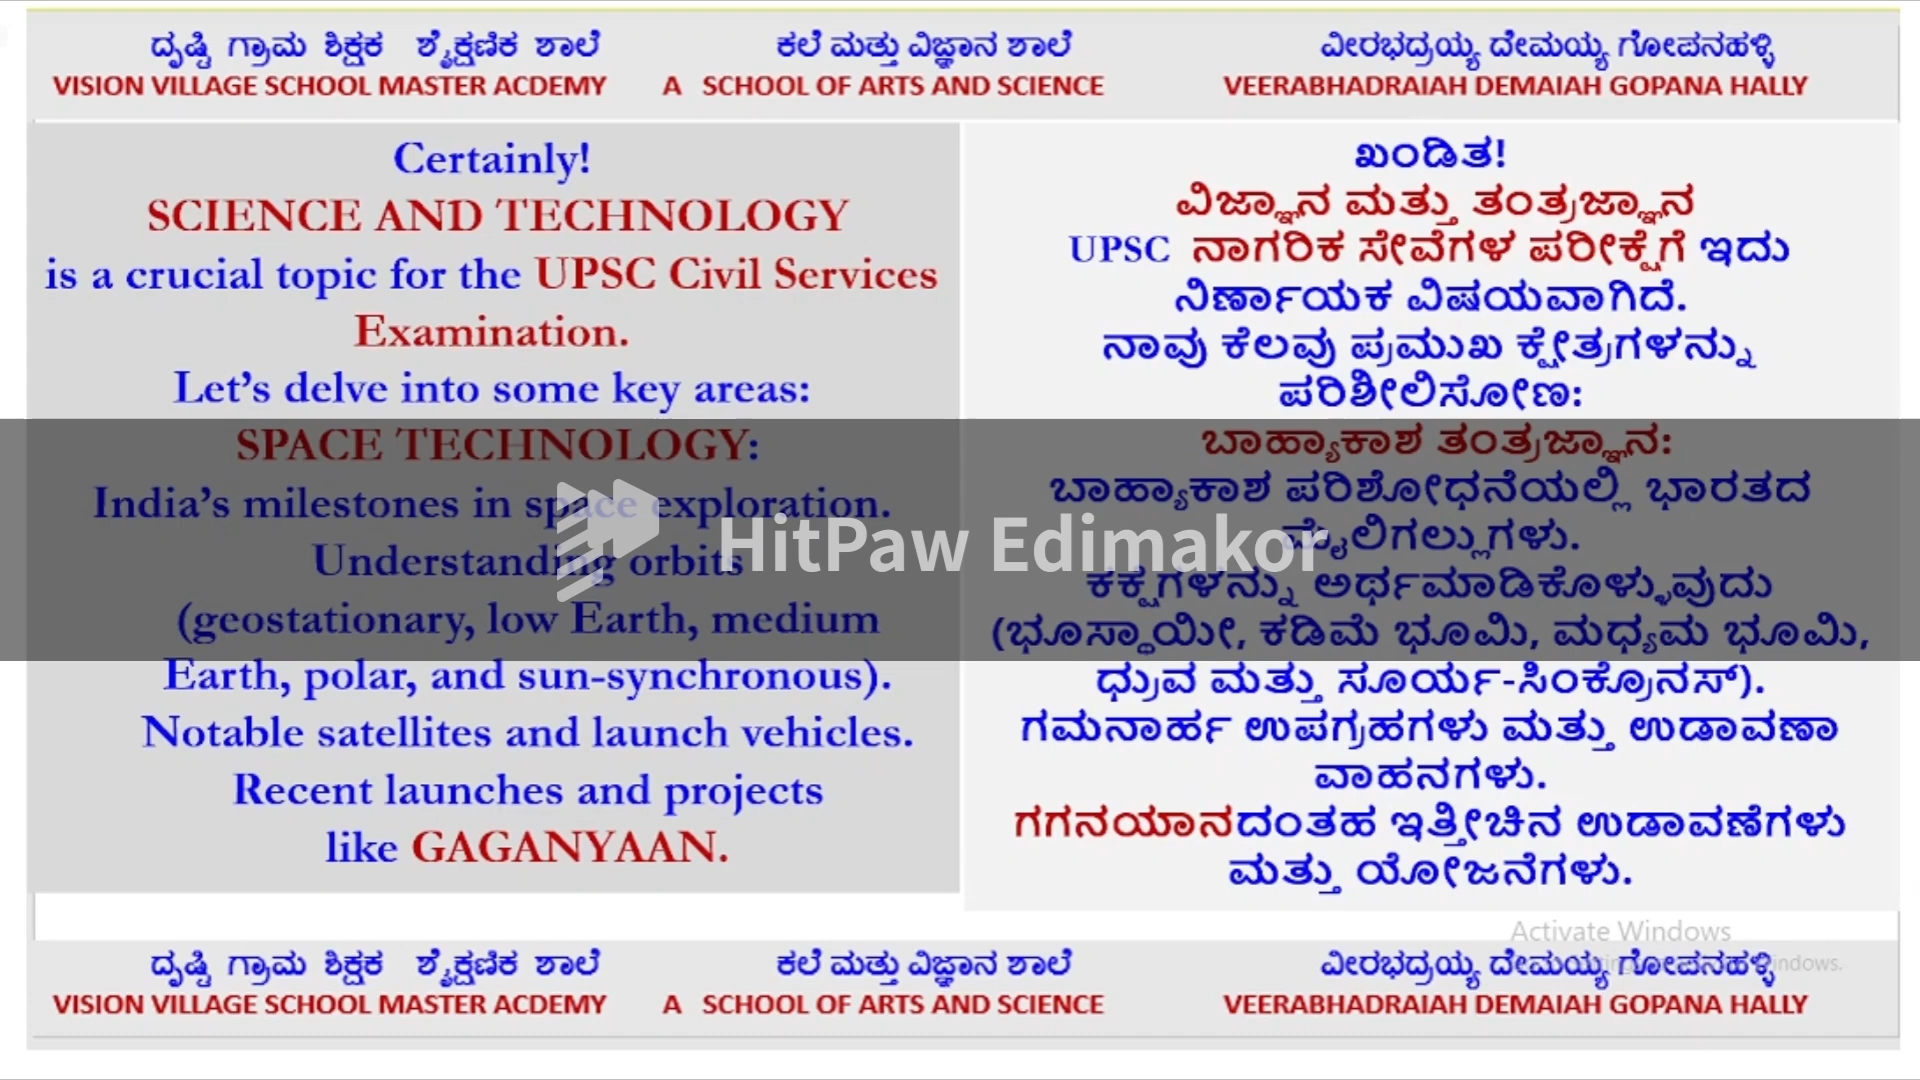 ದೃಷ್ಟಿ ಗ್ರಾಮ ಶಿಕ್ಷಕ ಶೈಕ್ಷಣಿಕ ಶಾಲೆ ಕಲೆ ಮತ್ತು ವಿಜ್ಞಾನ ಶಾಲೆ ವೀರಭದ್ರಯ್ಯ ದೇಮಯ್ಯ ಗೋಪನಹಳ್ಳಿ
VISION VILLAGE SCHOOL MASTER ACDEMY A SCHOOL OF ARTS AND SCIENCE VEERABHADRAIAH DEMAIAH GOPANA HALLY
Certainly!
SCIENCE AND TECHNOLOGY
is a crucial topic for the UPSC Civil Services
Examination.
Let’s delve into some key areas:
SPACE TECHNOLOGY:
India’s milestones in space exploration.
Understanding orbits
(geostationary, low Earth, medium
Earth, polar, and sun-synchronous).
Notable satellites and launch vehicles.
Recent launches and projects
like GAGANYAAN.
ಖಂಡಿತ!
ವಿಜ್ಞಾನ ಮತ್ತು ತಂತ್ರಜ್ಞಾನ
UPSC ನಾಗರಿಕ ಸೇವೆಗಳ ಪರೀಕ್ಷೆಗೆ ಇದು
ನಿರ್ಣಾಯಕ ವಿಷಯವಾಗಿದೆ.
ನಾವು ಕೆಲವು ಪ್ರಮುಖ ಕ್ಷೇತ್ರಗಳನ್ನು
ಪರಿಶೀಲಿಸೋಣ:
ಬಾಹ್ಯಾಕಾಶ ತಂತ್ರಜ್ಞಾನ:
ಬಾಹ್ಯಾಕಾಶ ಪರಿಶೋಧನೆಯಲ್ಲಿ ಭಾರತದ
ಮೈಲಿಗಲ್ಲುಗಳು.
ಕಕ್ಷೆಗಳನ್ನು ಅರ್ಥಮಾಡಿಕೊಳ್ಳುವುದು
(ಭೂಸ್ಥಾಯೀ, ಕಡಿಮೆ ಭೂಮಿ, ಮಧ್ಯಮ ಭೂಮಿ,
ಧ್ರುವ ಮತ್ತು ಸೂರ್ಯ-ಸಿಂಕ್ರೊನಸ್).
ಗಮನಾರ್ಹ ಉಪಗ್ರಹಗಳು ಮತ್ತು ಉಡಾವಣಾ
ವಾಹನಗಳು.
ಗಗನಯಾನದಂತಹ ಇತ್ತೀಚಿನ ಉಡಾವಣೆಗಳು
ಮತ್ತು ಯೋಜನೆಗಳು.
HitPaw Edimakor
Activate Windows
ದೃಷ್ಟಿ ಗ್ರಾಮ ಶಿಕ್ಷಕ ಶೈಕ್ಷಣಿಕ ಶಾಲೆ ಕಲೆ ಮತ್ತು ವಿಜ್ಞಾನ ಶಾಲೆ ವೀರಭದ್ರಯ್ಯ ದೇಮಯ್ಯ ಗೋಪನಹಳ್ಳಿ
VISION VILLAGE SCHOOL MASTER ACDEMY A SCHOOL OF ARTS AND SCIENCE VEERABHADRAIAH DEMAIAH GOPANA HALLY